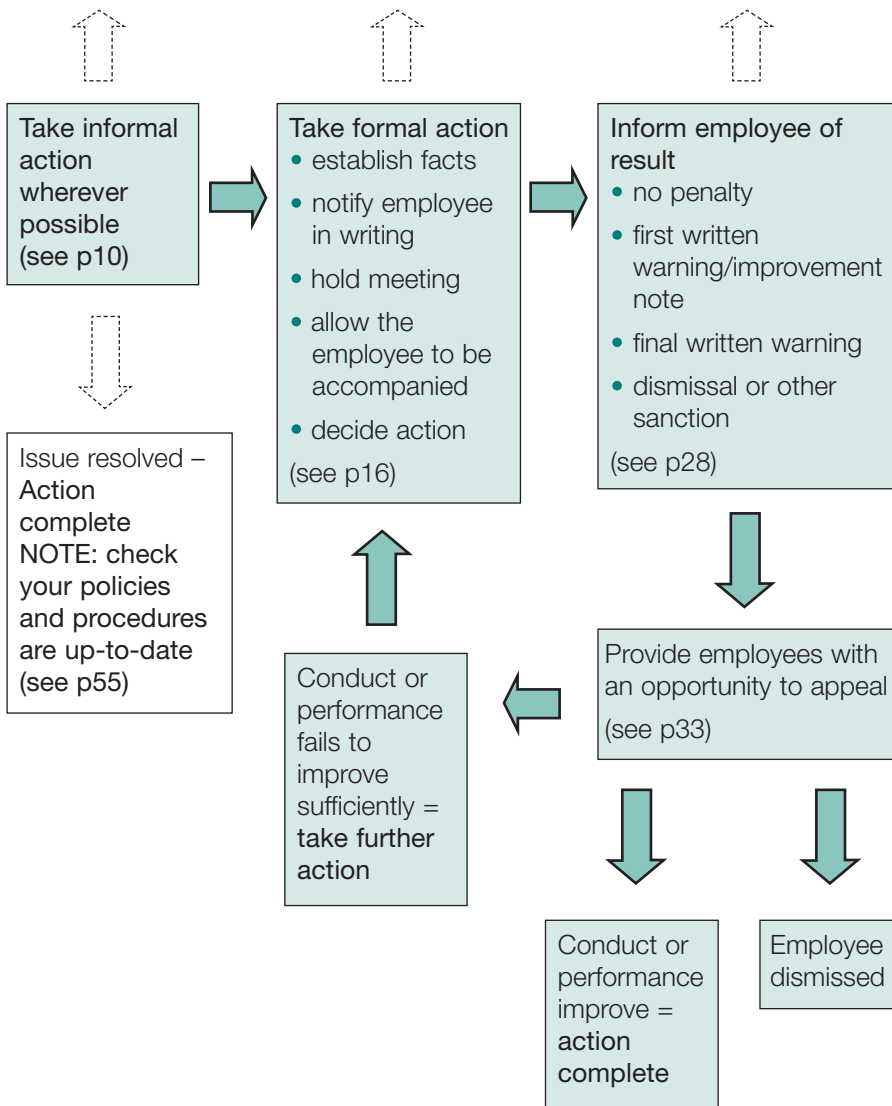 Take informal
action
wherever
possible
(see p10)
Take formal action
• establish facts
• notify employee
in writing
• hold meeting
• allow the
employee to be
accompanied
• decide action
(see p16)
Inform employee of
result
• no penalty
• first written
warning/improvement
note
• final written warning
• dismissal or other
sanction
(see p28)
Issue resolved –
Action
complete
NOTE: check
your policies
and procedures
are up-to-date
(see p55)
Conduct or
performance
fails to
improve
sufficiently =
take further
action
Provide employees with
an opportunity to appeal
(see p33)
Conduct or
performance
improve =
action
complete
Employee
dismissed